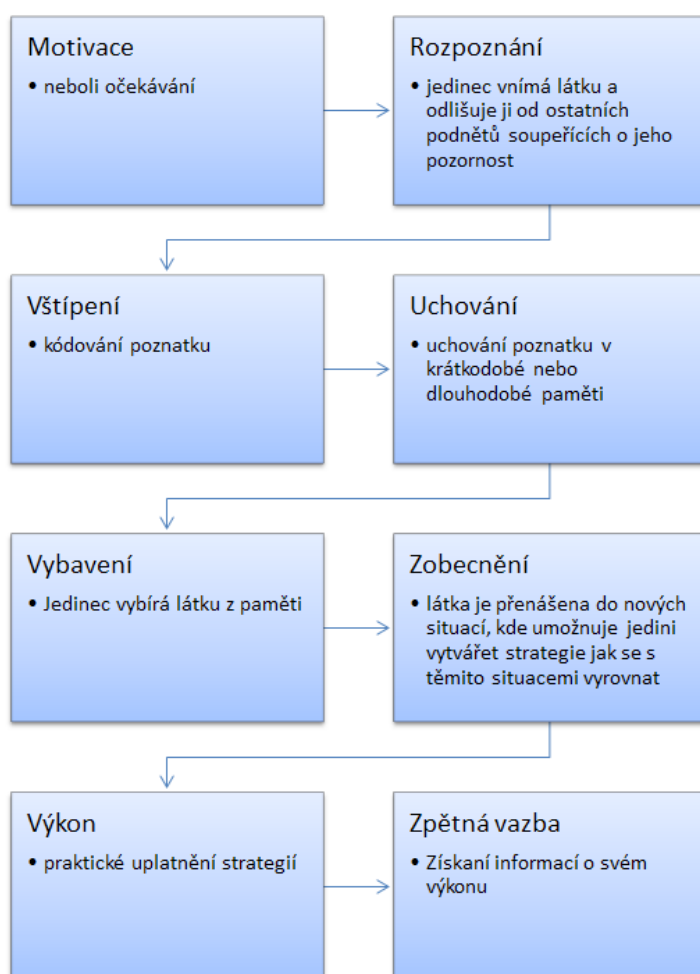 Motivace
• neboli očekávání
Rozpoznání
• jedinec vnímá látku a
odlišuje ji od ostatních
podnětů soupeřících o jeho
pozornost
Vštípení
• kódování poznatku
Uchování
• uchování poznatku v
krátkodobé nebo
dlouhodobé paměti
Vybavení
• Jedinec vybírá látku z paměti
Zobecnění
• látka je přenášena do nových
situací, kde umožnuje jedini
vytvářet strategie jak se s
těmito situacemi vyrovnat
Výkon
• praktické uplatnění strategií
Zpětná vazba
• Získaní informací o svém
výkonu